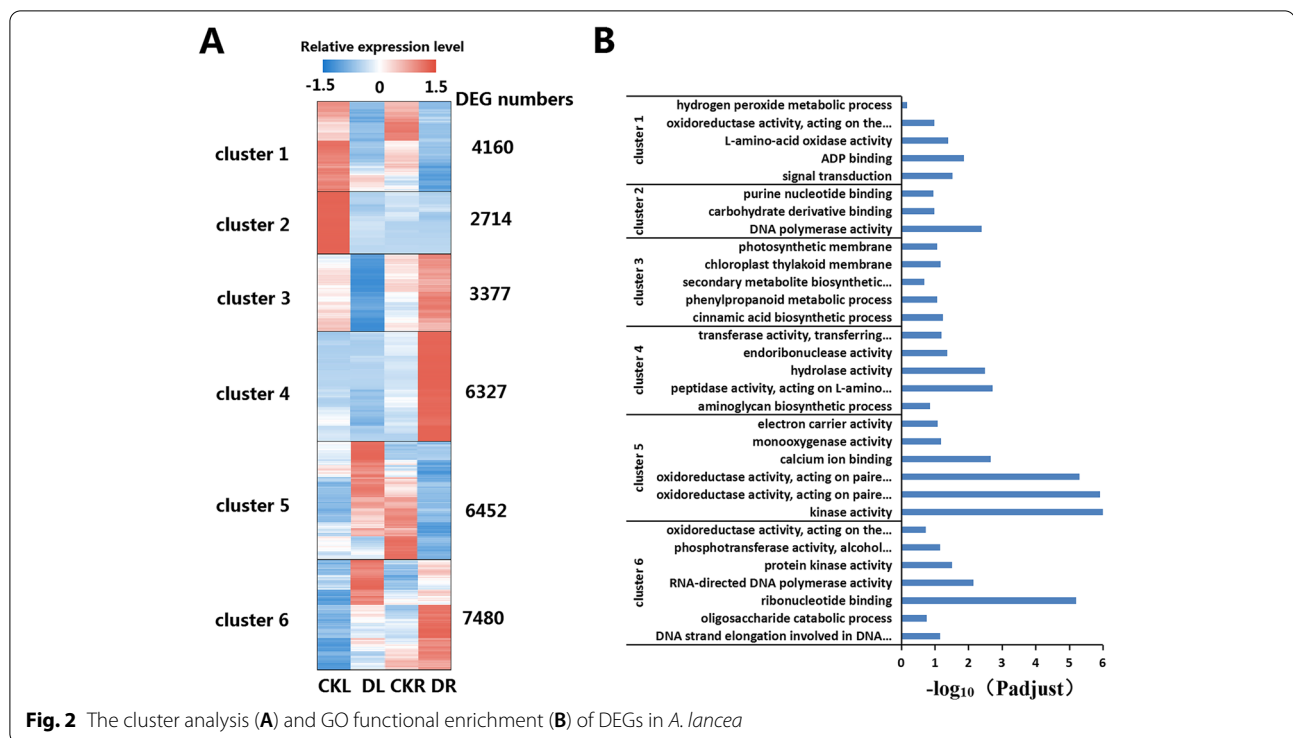 A
Relative expression level
-1.5 0 1.5
DEG numbers
cluster 1 4160
cluster 2 2714
cluster 3 3377
cluster 4 6327
cluster 5 6452
cluster 6 7480
CKL DL CKR DR
B
cluster 1
hydrogen peroxide metabolic process
oxidoreductase activity, acting on the...
L-amino-acid oxidase activity
ADP binding
signal transduction
cluster 2
purine nucleotide binding
carbohydrate derivative binding
DNA polymerase activity
cluster 3
photosynthetic membrane
chloroplast thylakoid membrane
secondary metabolite biosynthetic...
phenylpropanoid metabolic process
cinnamic acid biosynthetic process
cluster 4
transferase activity, transferring...
endoribonuclease activity
hydrolase activity
peptidase activity, acting on L-amino...
aminoglycan biosynthetic process
cluster 5
electron carrier activity
monooxygenase activity
calcium ion binding
oxidoreductase activity, acting on paire...
oxidoreductase activity, acting on paire...
kinase activity
cluster 6
oxidoreductase activity, acting on the...
phosphotransferase activity, alcohol...
protein kinase activity
RNA-directed DNA polymerase activity
ribonucleotide binding
oligosaccharide catabolic process
DNA strand elongation involved in DNA...
0 1 2 3 4 5 6
-log₁₀（Padjust）
Fig. 2 The cluster analysis (A) and GO functional enrichment (B) of DEGs in A. lancea